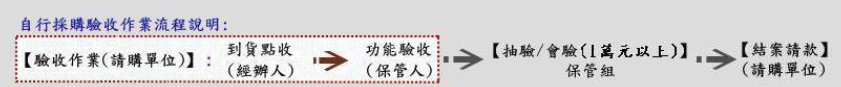 自行採購驗收作業流程說明:
【驗收作業(請購單位)】: 到貨點收 (經辦人) 功能驗收 (保管人) 【抽驗/會驗(1萬元以上)】 保管組 【結案請款】 (請購單位)